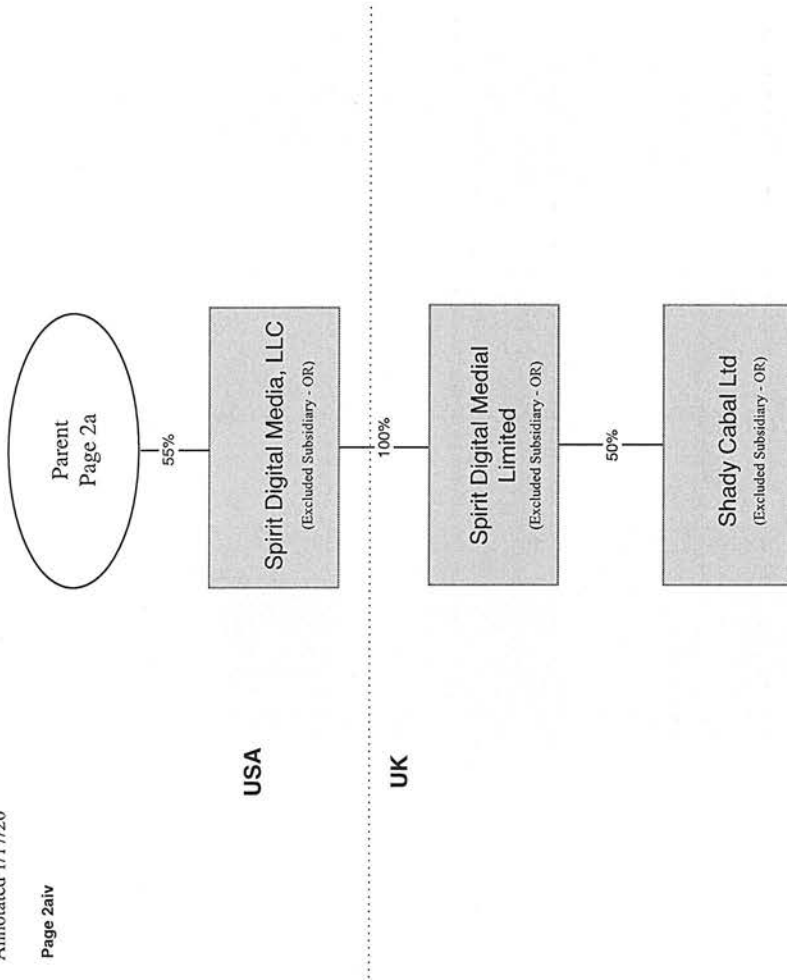 Annotated 1/17/20
Page 2aiv
Parent
Page 2a
55%
USA
Spirit Digital Media, LLC
(Excluded Subsidiary - OR)
100%
UK
Spirit Digital Medial
Limited
(Excluded Subsidiary - OR)
50%
Shady Cabal Ltd
(Excluded Subsidiary - OR)